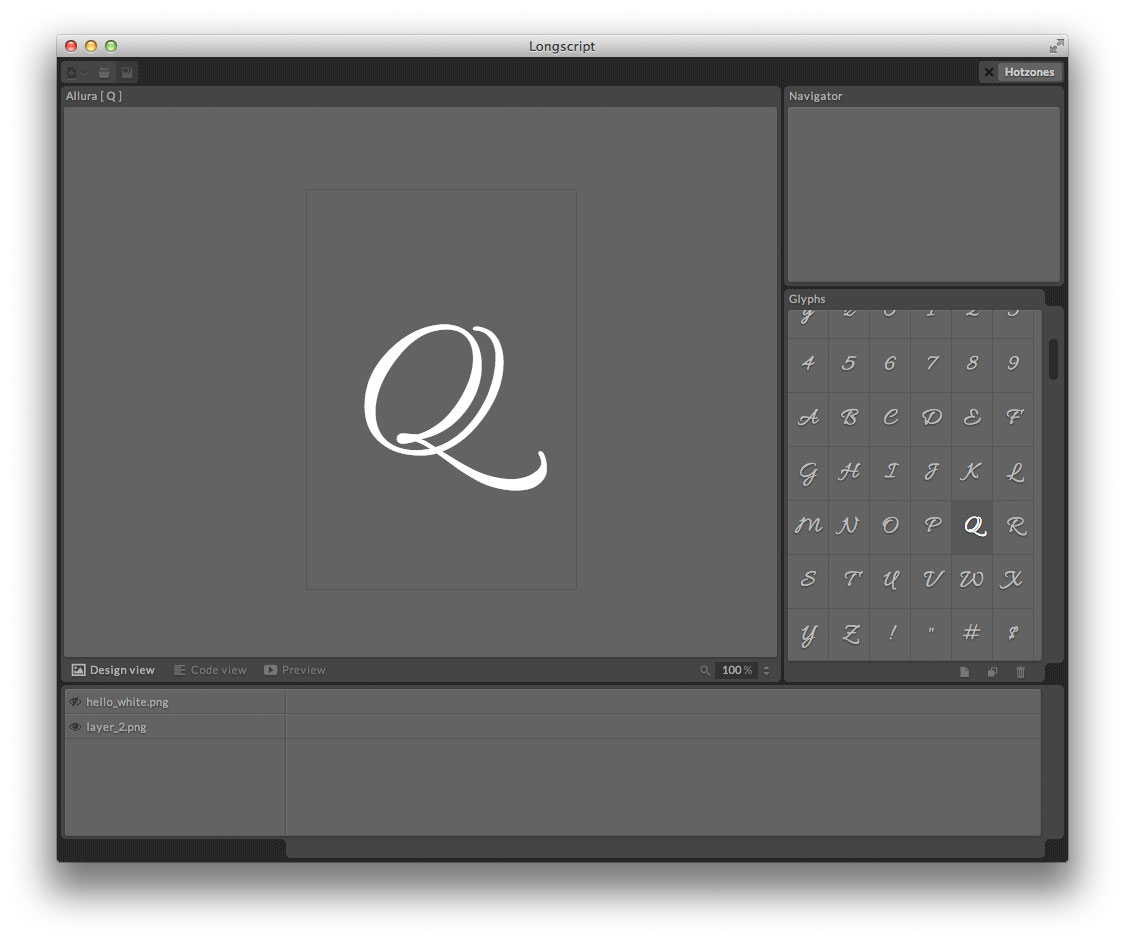 Longscript
Hotzones
Allura [ Q ]
Navigator
Q
Glyphs
4 5 6 7 8 9
A B C D E F
G H I J K L
M N O P Q R
S T U V W X
Y Z ! " # $
Design view Code view Preview 100 %
hello_white.png
layer_2.png